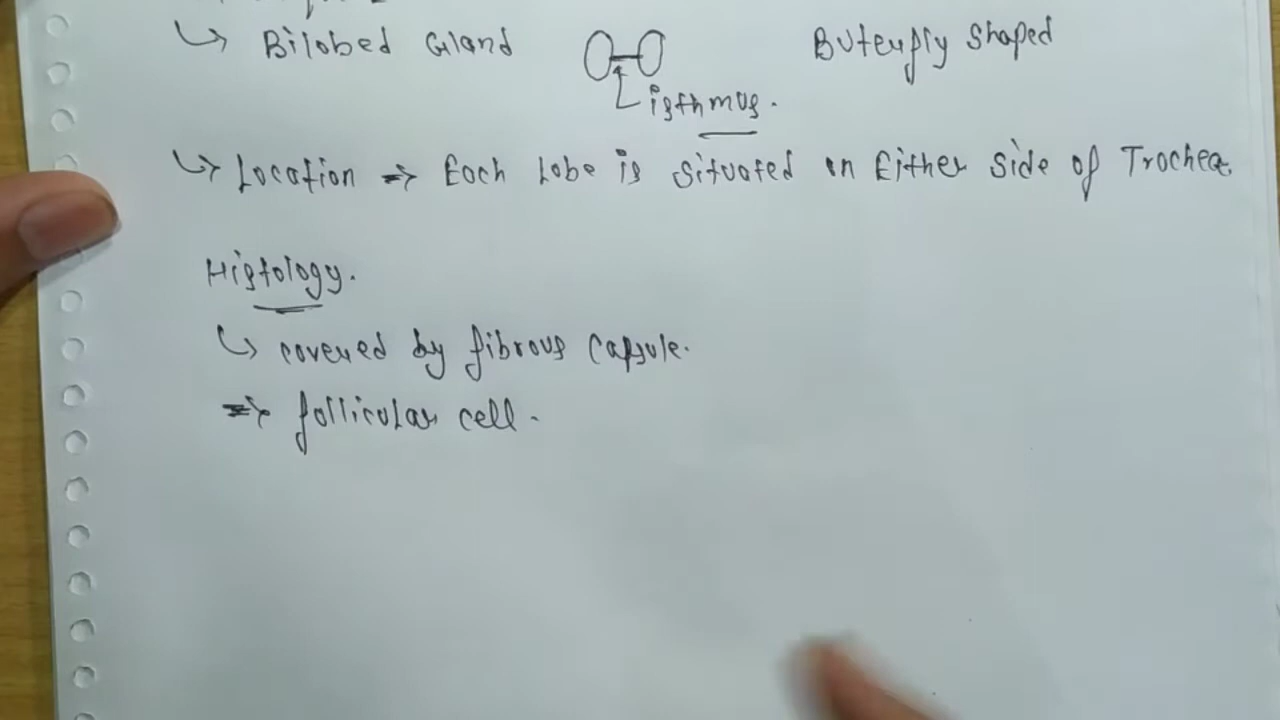 ↳ Bilobed Gland Buterfly Shaped
isthmus.
↳ Location ⇒ Each Lobe is situated on Either Side of Trachea.
Histology.
↳ covered by fibrous Capsule.
⇒ follicular cell.